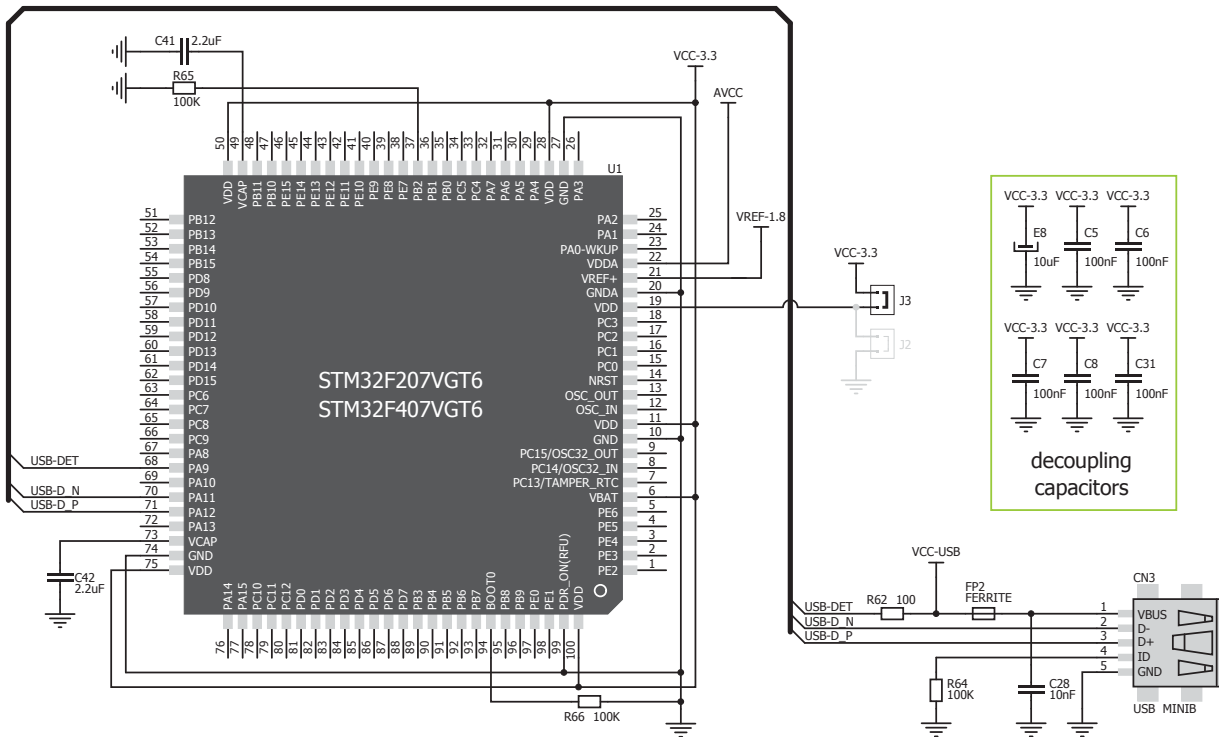 C41 2.2uF
R65
100K
VCC-3.3
AVCC
VREF-1.8
50 49 48 47 46 45 44 43 42 41 40 39 38 37 36 35 34 33 32 31 30 29 28 27 26
VDD VCAP PB11 PB10 PE15 PE14 PE13 PE12 PE11 PE10 PE9 PE8 PE7 PB2 PB1 PB0 PC5 PC4 PA7 PA6 PA5 PA4 VDD GND PA3
U1
51 PB12
52 PB13
53 PB14
54 PB15
55 PD8
56 PD9
57 PD10
58 PD11
59 PD12
60 PD13
61 PD14
62 PD15
63 PC6
64 PC7
65 PC8
66 PC9
67 PA8
USB-DET 68 PA9
69 PA10
USB-D_N 70 PA11
USB-D_P 71 PA12
72 PA13
73 VCAP
74 GND
75 VDD
C42
2.2uF
STM32F207VGT6
STM32F407VGT6
PA2 25
PA1 24
PA0-WKUP 23
VDDA 22
VREF+ 21
GNDA 20
VDD 19
PC3 18
PC2 17
PC1 16
PC0 15
NRST 14
OSC_OUT 13
OSC_IN 12
VDD 11
GND 10
PC15/OSC32_OUT 9
PC14/OSC32_IN 8
PC13/TAMPER_RTC 7
VBAT 6
PE6 5
PE5 4
PE4 3
PE3 2
PE2 1
PA14 PA15 PC10 PC11 PC12 PD0 PD1 PD2 PD3 PD4 PD5 PD6 PD7 PB3 PB4 PB5 PB6 PB7 BOOT0 PB8 PB9 PE0 PE1 PDR_ON(RFU) VDD
76 77 78 79 80 81 82 83 84 85 86 87 88 89 90 91 92 93 94 95 96 97 98 99 100
R66 100K
VCC-3.3
J3
J2
VCC-3.3 VCC-3.3 VCC-3.3
E8 C5 C6
10uF 100nF 100nF
VCC-3.3 VCC-3.3 VCC-3.3
C7 C8 C31
100nF 100nF 100nF
decoupling
capacitors
VCC-USB
FP2
FERRITE
CN3
USB-DET R62 100
USB-D_N
USB-D_P
1 VBUS
2 D-
3 D+
4 ID
5 GND
R64
100K
C28
10nF
USB MINIB